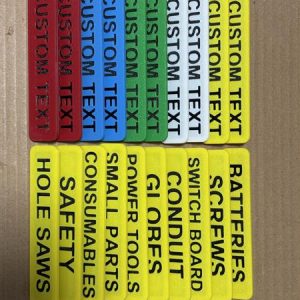 CUSTOM TEXT
CUSTOM TEXT
CUSTOM TEXT
CUSTOM TEXT
CUSTOM TEXT
CUSTOM TEXT
CUSTOM TEXT
CUSTOM TEXT
CUSTOM TEXT
CUSTOM TEXT
HOLE SAWS
SAFETY
CONSUMABLES
SMALL PARTS
POWER TOOLS
GLOBES
CONDUIT
SWITCH BOARD
SCREWS
BATTERIES